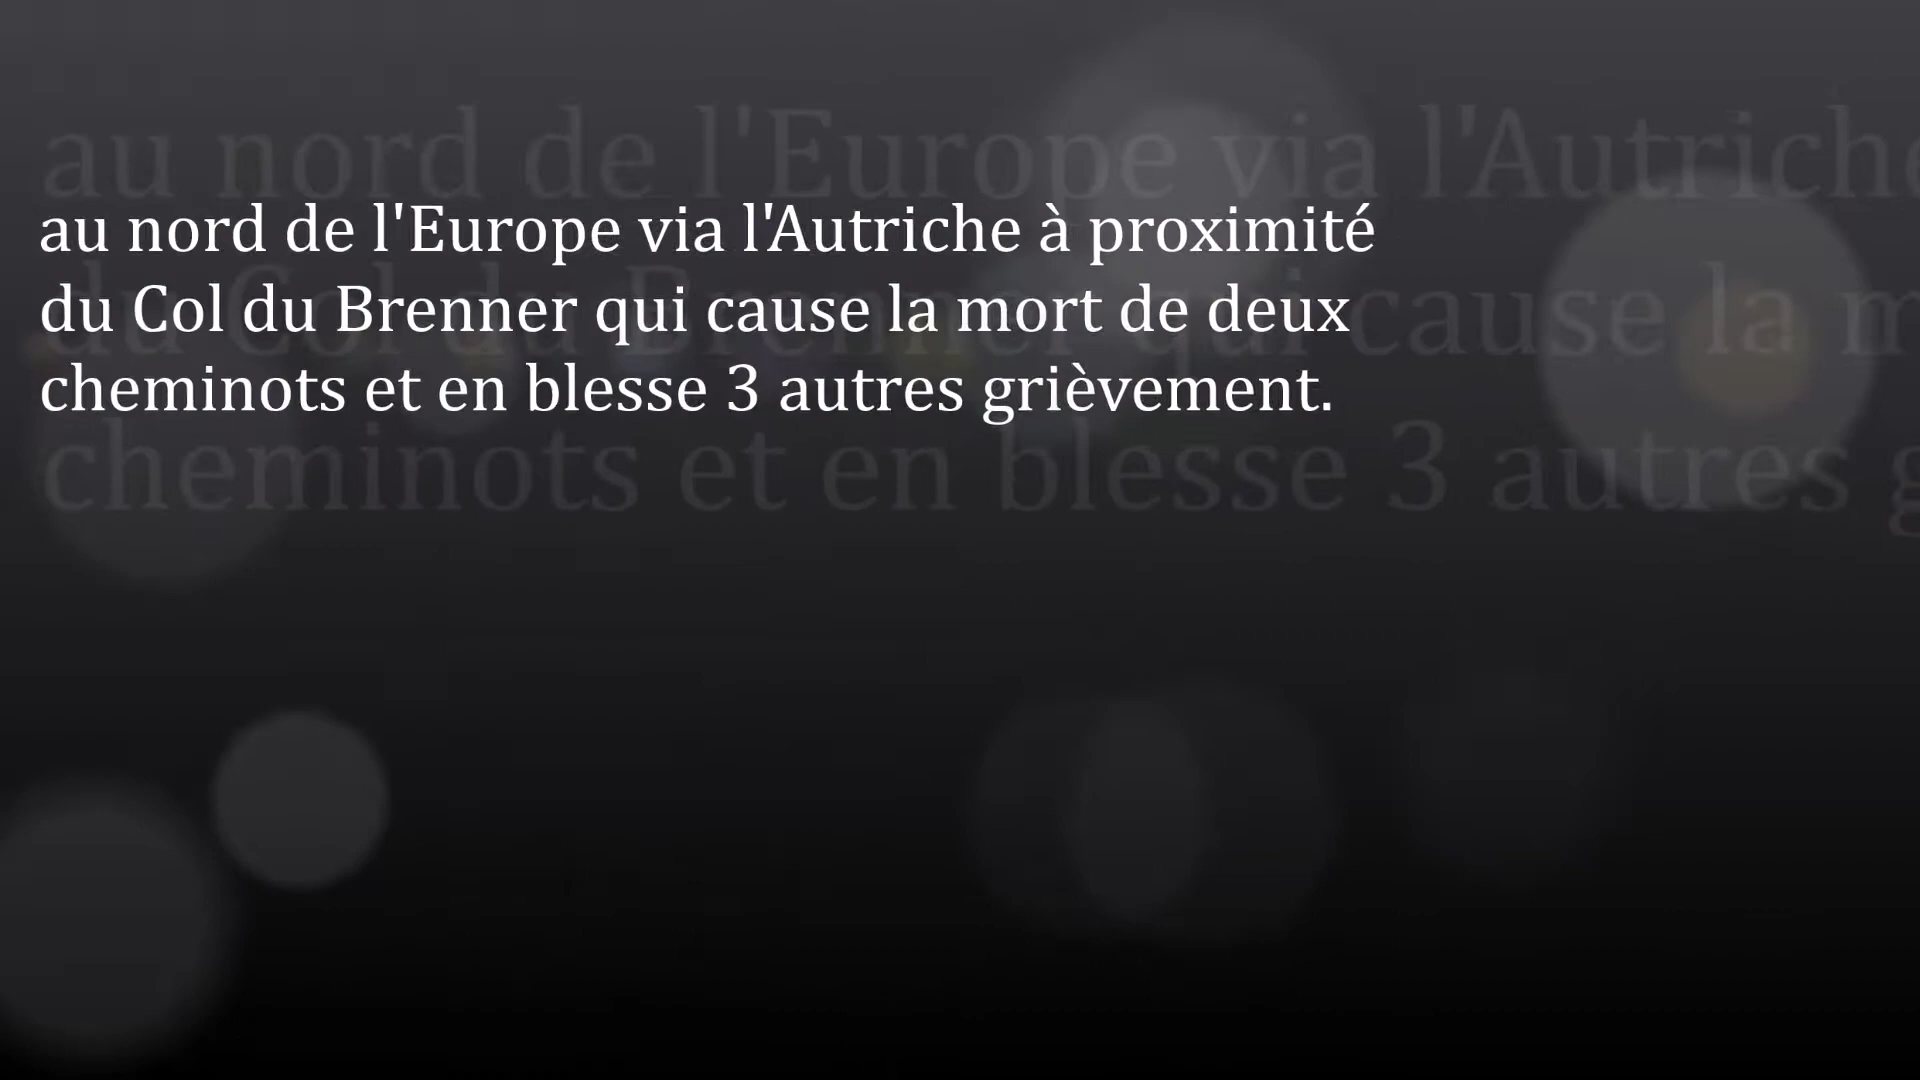 au nord de l'Europe via l'Autriche à proximité
du Col du Brenner qui cause la mort de deux
cheminots et en blesse 3 autres grièvement.